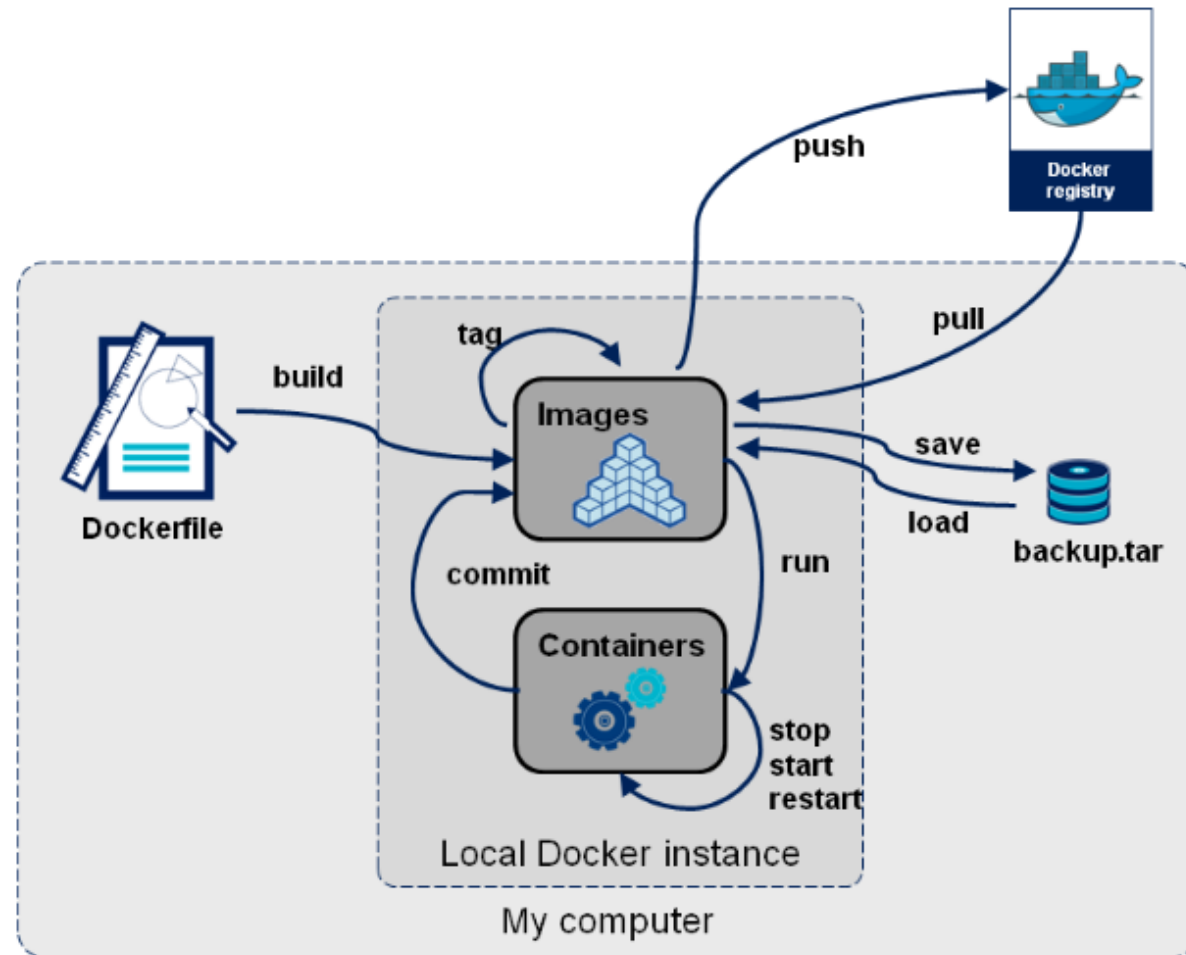 push
Docker
registry
pull
tag
build
Images
save
Dockerfile
load
backup.tar
commit
run
Containers
stop
start
restart
Local Docker instance
My computer